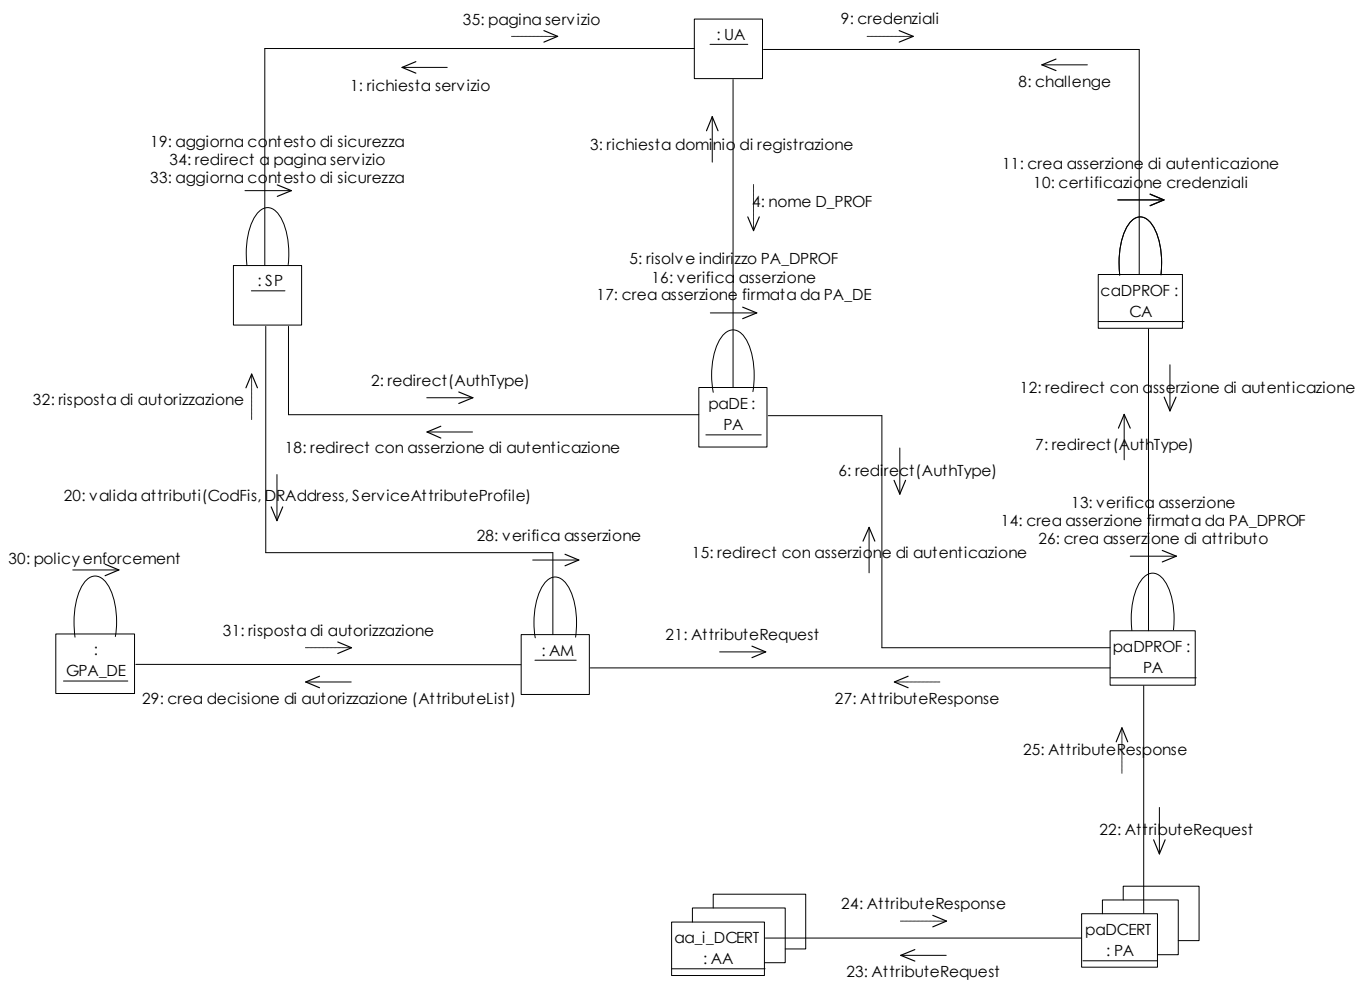 35: pagina servizio
9: credenziali
: UA
1: richiesta servizio
8: challenge
19: aggiorna contesto di sicurezza
34: redirect a pagina servizio
33: aggiorna contesto di sicurezza
3: richiesta dominio di registrazione
11: crea asserzione di autenticazione
10: certificazione credenziali
4: nome D_PROF
5: risolve indirizzo PA_DPROF
16: verifica asserzione
17: crea asserzione firmata da PA_DE
: SP
caDPROF :
CA
2: redirect(AuthType)
12: redirect con asserzione di autenticazione
32: risposta di autorizzazione
paDE :
PA
18: redirect con asserzione di autenticazione
7: redirect(AuthType)
6: redirect(AuthType)
20: valida attributi(CodFis, DRAddress, ServiceAttributeProfile)
13: verifica asserzione
14: crea asserzione firmata da PA_DPROF
26: crea asserzione di attributo
28: verifica asserzione
15: redirect con asserzione di autenticazione
30: policy enforcement
31: risposta di autorizzazione
21: AttributeRequest
:
GPA_DE
: AM
paDPROF :
PA
29: crea decisione di autorizzazione (AttributeList)
27: AttributeResponse
25: AttributeResponse
22: AttributeRequest
24: AttributeResponse
aa_i_DCERT
: AA
paDCERT
: PA
23: AttributeRequest